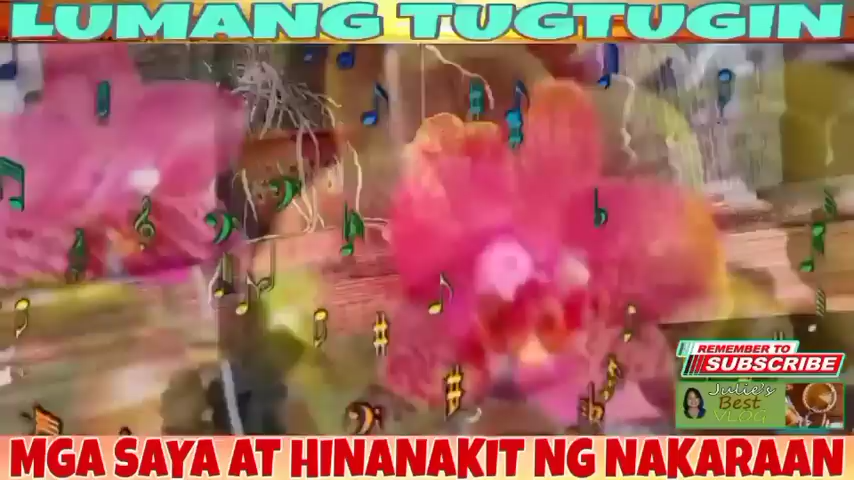 LUMANG TUGTUGIN
REMEMBER TO
SUBSCRIBE
Julie's
Best
VLOG
MGA SAYA AT HINANAKIT NG NAKARAAN